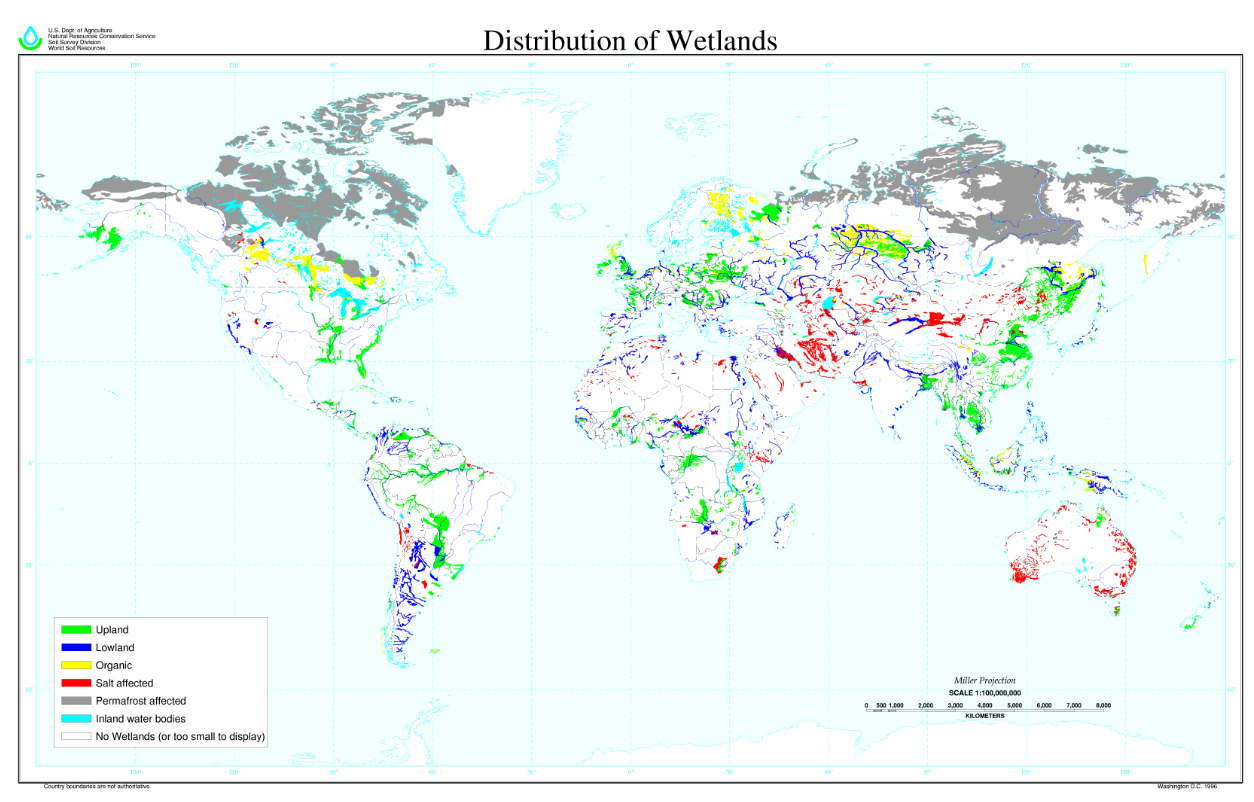 U.S. Dept. of Agriculture
Natural Resources Conservation Service
Soil Survey Division
World Soil Resources
Distribution of Wetlands
Upland
Lowland
Organic
Salt affected
Permafrost affected
Inland water bodies
No Wetlands (or too small to display)
Miller Projection
SCALE 1:100,000,000
0 500 1,000 2,000 3,000 4,000 5,000 6,000 7,000 8,000
KILOMETERS
Country boundaries are not authoritative.
Washington D.C. 1996